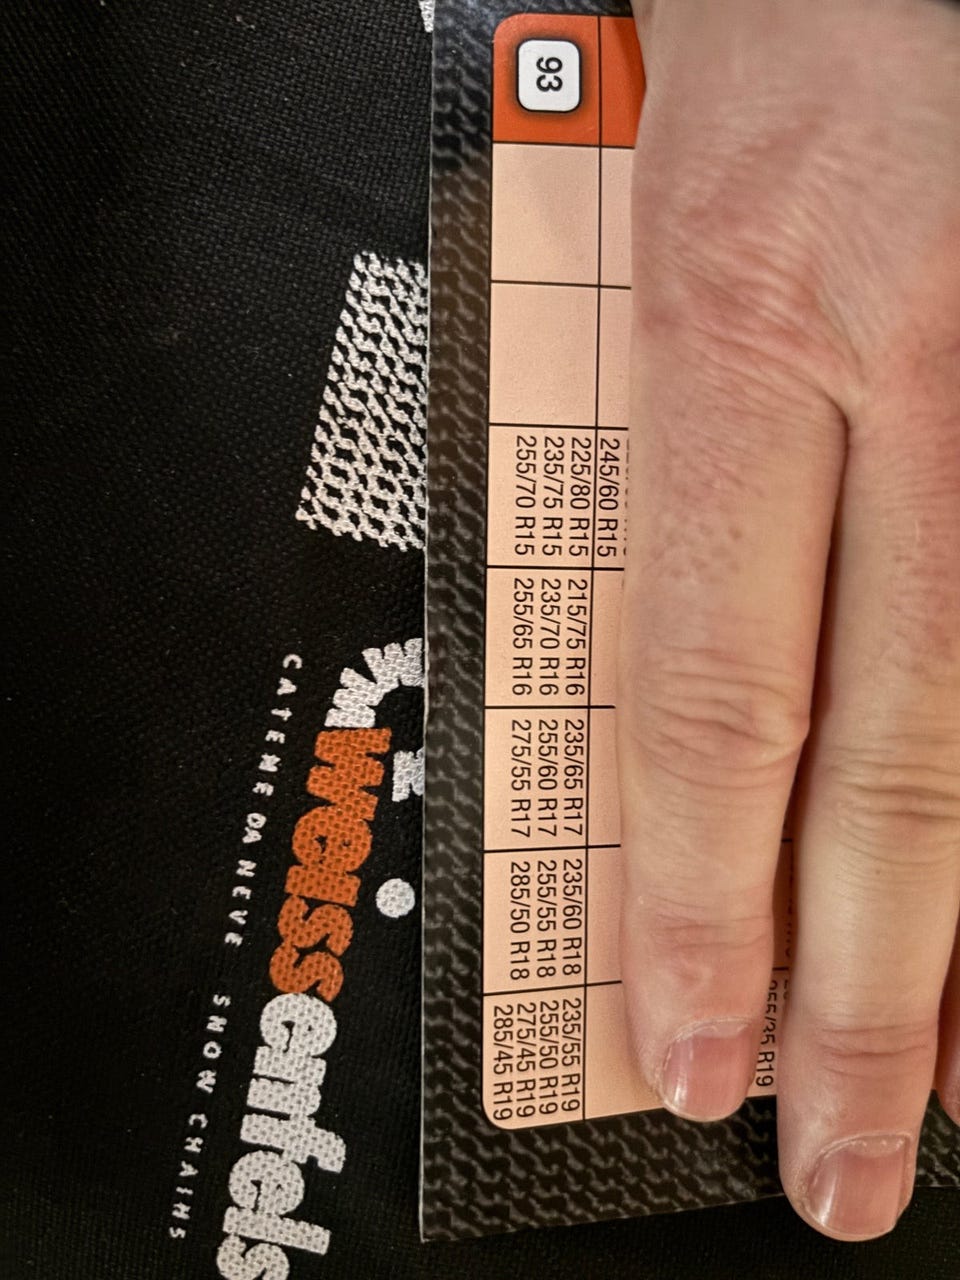 93
245/60 R15
225/80 R15
235/75 R15
255/70 R15
215/75 R16
235/70 R16
255/65 R16
235/65 R17
255/60 R17
275/55 R17
235/60 R18
255/55 R18
285/50 R18
235/55 R19
255/50 R19
275/45 R19
285/45 R19
255/35 R19
weissenfels
CATENE DA NEVE SNOW CHAINS